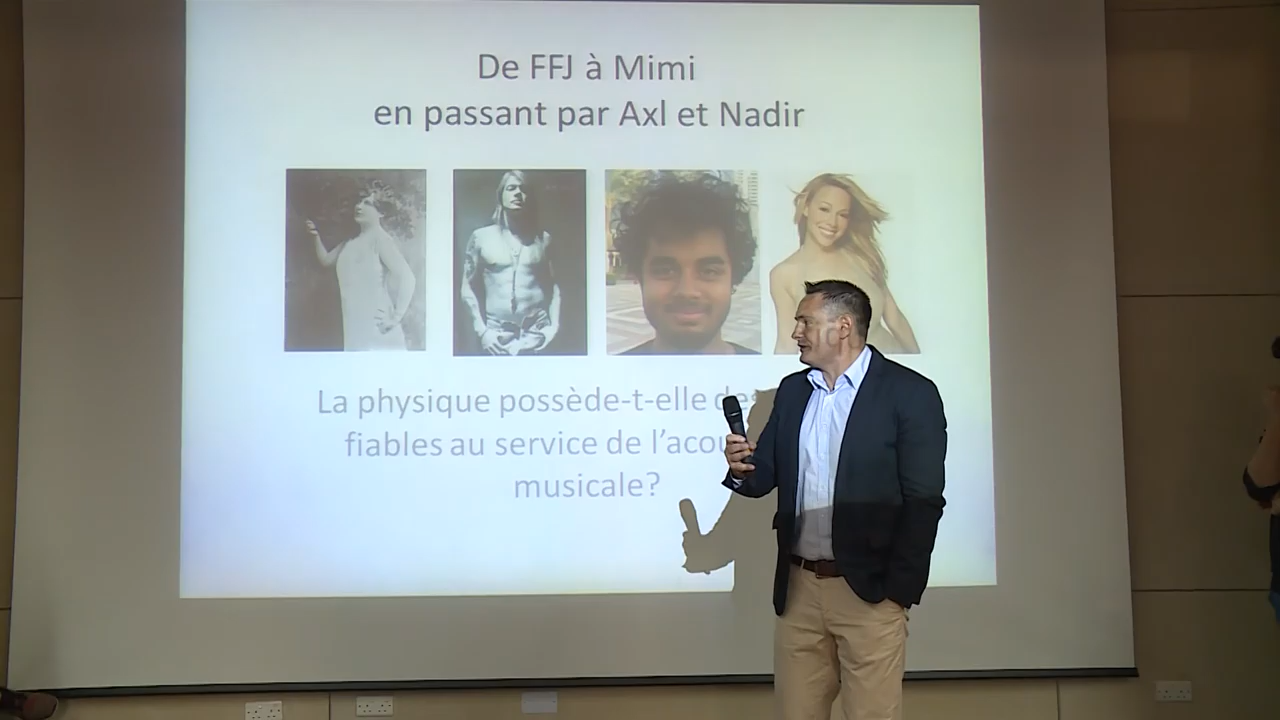 De FFJ à Mimi
en passant par Axl et Nadir
La physique possède-t-elle des
fiables au service de l'acou
musicale?